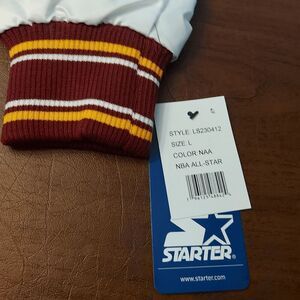 STYLE: LS230412
SIZE: L
COLOR: NAA
NBA ALL-STAR
STARTER
www.starter.com